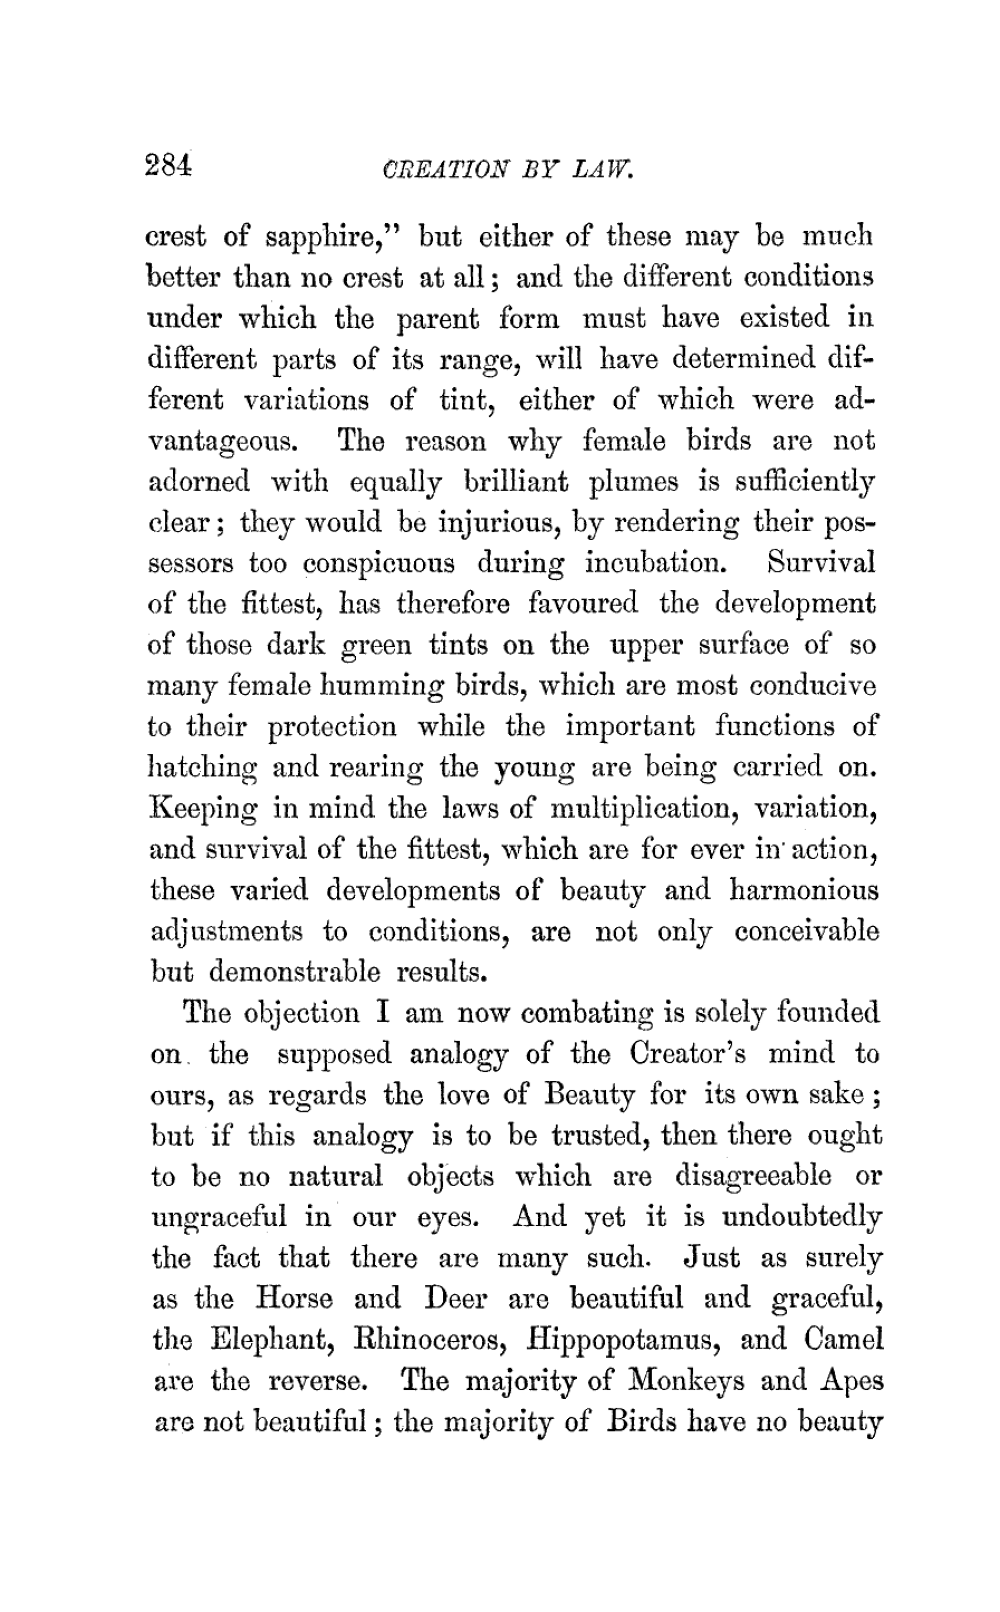 284 CREATION BY LAW.
crest of sapphire,” but either of these may be much
better than no crest at all; and the different conditions
under which the parent form must have existed in
different parts of its range, will have determined dif-
ferent variations of tint, either of which were ad-
vantageous. The reason why female birds are not
adorned with equally brilliant plumes is sufficiently
clear; they would be injurious, by rendering their pos-
sessors too conspicuous during incubation. Survival
of the fittest, has therefore favoured the development
of those dark green tints on the upper surface of so
many female humming birds, which are most conducive
to their protection while the important functions of
hatching and rearing the young are being carried on.
Keeping in mind the laws of multiplication, variation,
and survival of the fittest, which are for ever in action,
these varied developments of beauty and harmonious
adjustments to conditions, are not only conceivable
but demonstrable results.
The objection I am now combating is solely founded
on the supposed analogy of the Creator’s mind to
ours, as regards the love of Beauty for its own sake;
but if this analogy is to be trusted, then there ought
to be no natural objects which are disagreeable or
ungraceful in our eyes. And yet it is undoubtedly
the fact that there are many such. Just as surely
as the Horse and Deer are beautiful and graceful,
the Elephant, Rhinoceros, Hippopotamus, and Camel
are the reverse. The majority of Monkeys and Apes
are not beautiful; the majority of Birds have no beauty